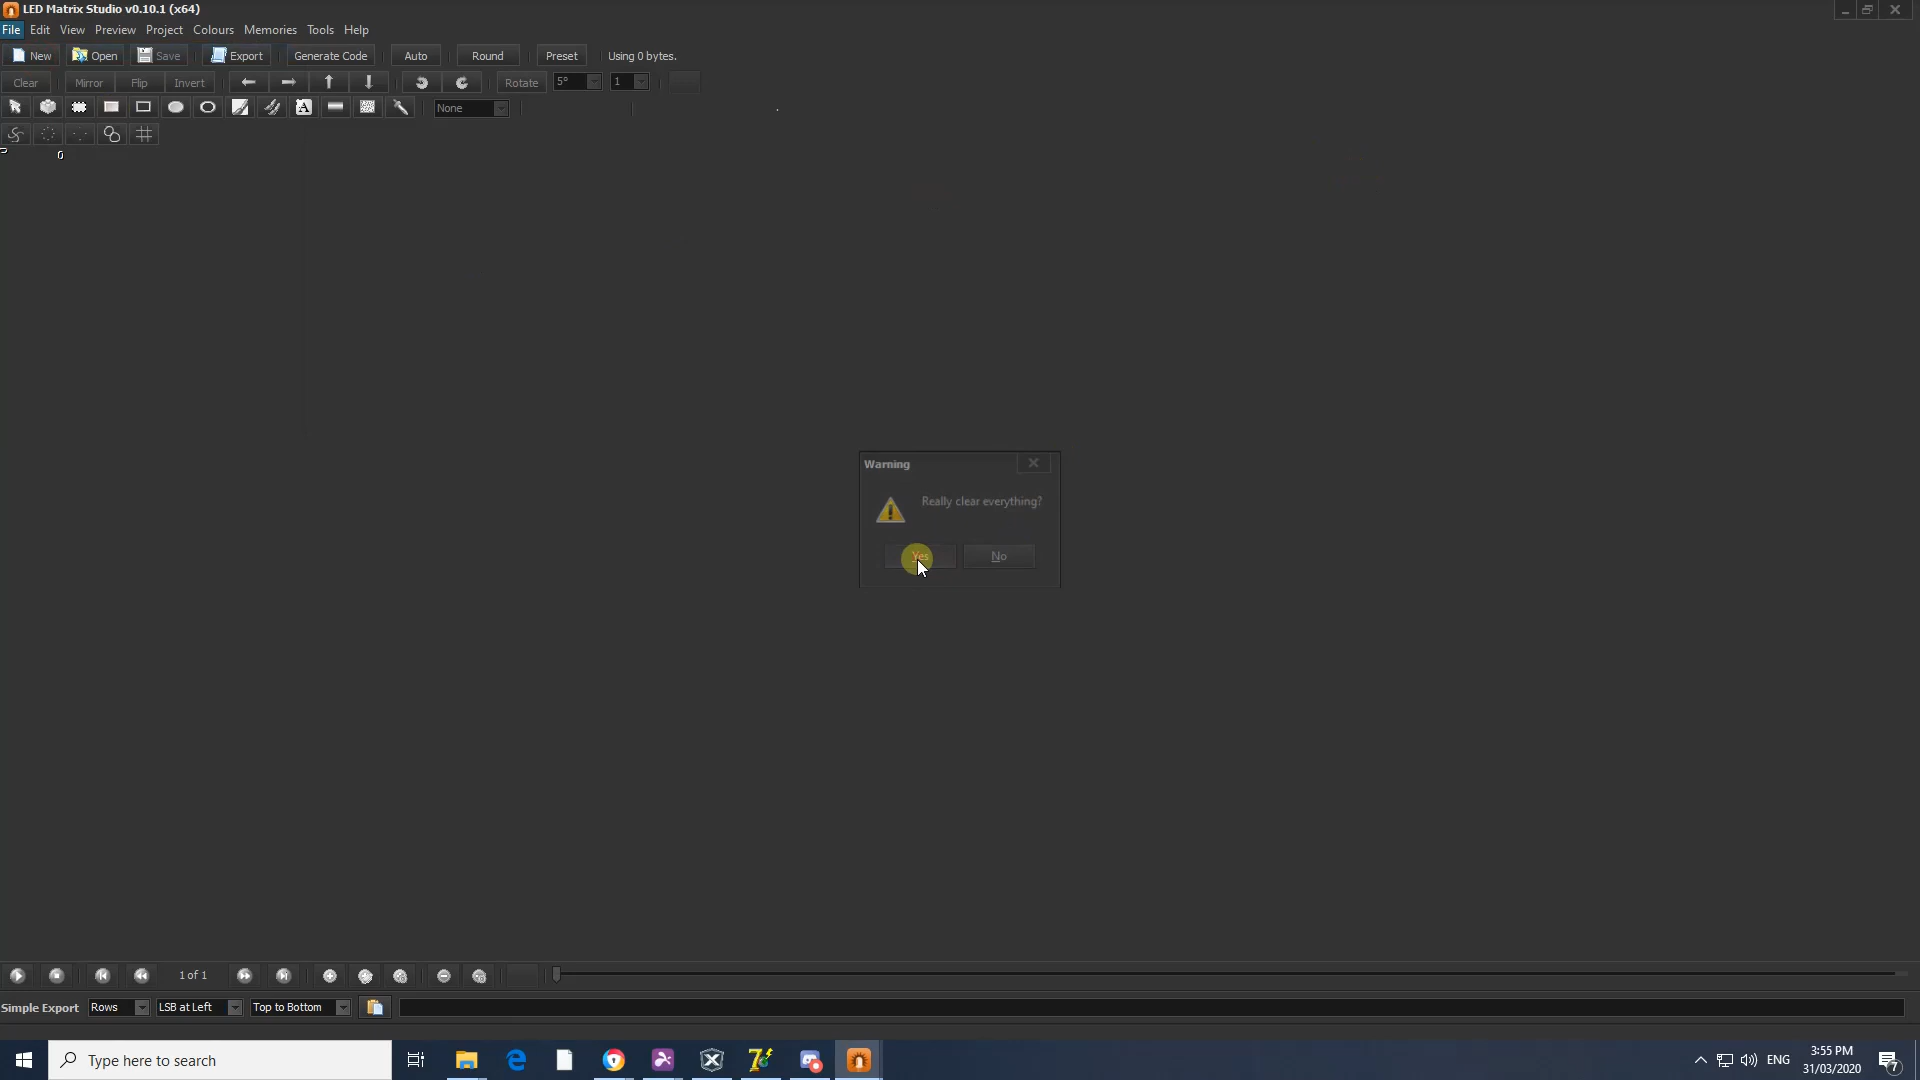 LED Matrix Studio v0.10.1 (x64)
File Edit View Preview Project Colours Memories Tools Help
New Open Save Export Generate Code Auto Round Preset Using 0 bytes.
Clear Mirror Flip Invert Rotate 5° 1
None
0
Warning
Really clear everything?
Yes No
1 of 1
Simple Export Rows LSB at Left Top to Bottom
Type here to search
ENG
3:55 PM
31/03/2020
7